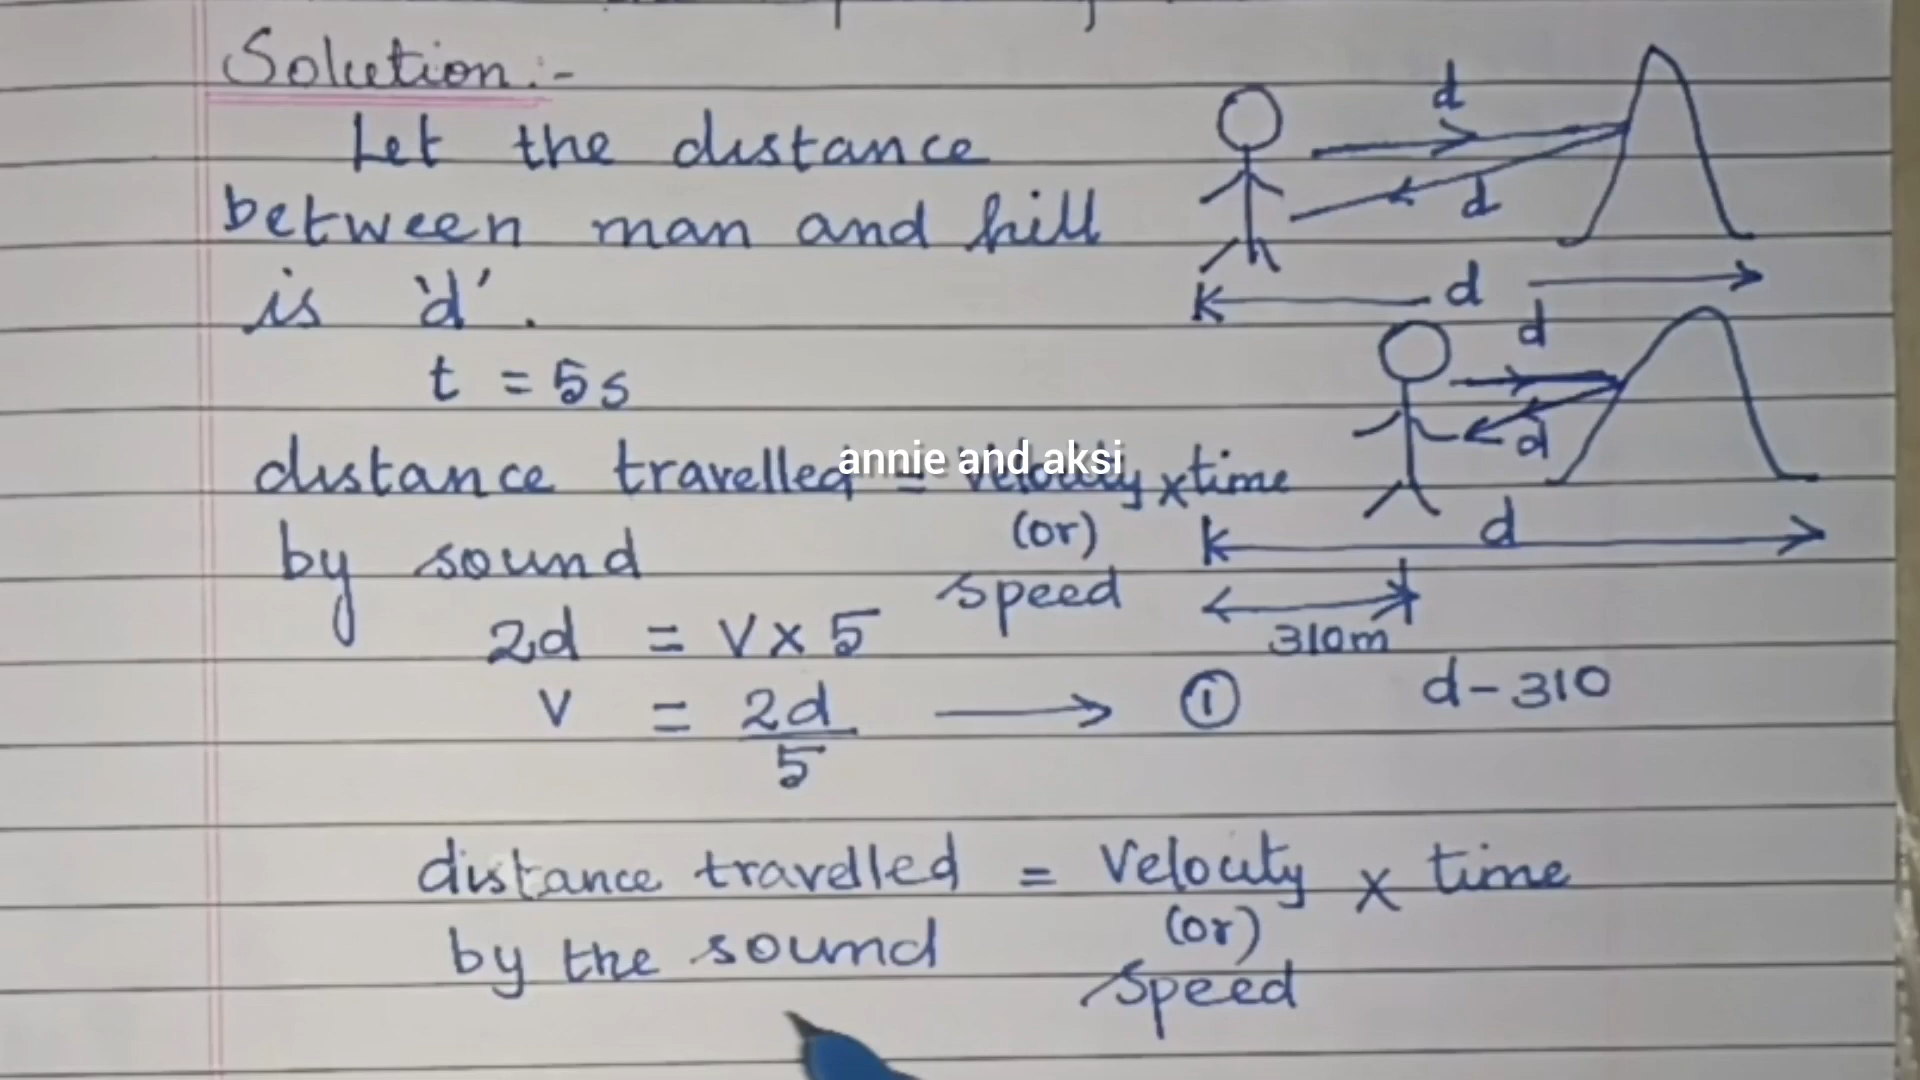 Solution:-
Let the distance
between man and hill
is 'd'.
t = 5s
distance travelled = velocity x time
by sound (or)
speed
2d = V x 5
V = 2d/5 → ①
distance travelled = Velocity x time
by the sound (or)
speed
d
d
d
d
d
d
310m
d - 310
annie and aksi